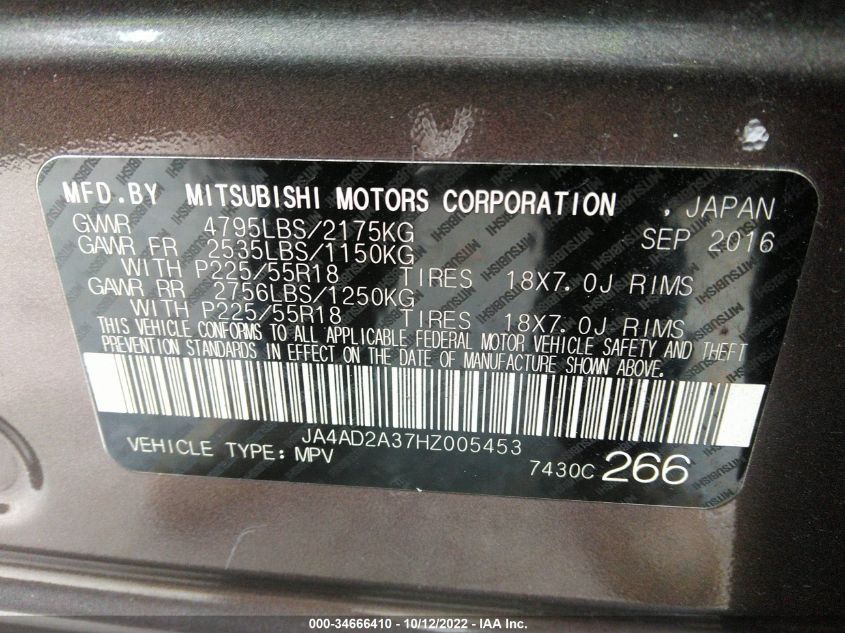 MFD.BY MITSUBISHI MOTORS CORPORATION , JAPAN
GVWR 4795LBS/2175KG SEP 2016
GAWR FR 2535LBS/1150KG
WITH P225/55R18 TIRES 18X7.0J RIMS
GAWR RR 2756LBS/1250KG
WITH P225/55R18 TIRES 18X7.0J RIMS
THIS VEHICLE CONFORMS TO ALL APPLICABLE FEDERAL MOTOR VEHICLE SAFETY AND THEFT
PREVENTION STANDARDS IN EFFECT ON THE DATE OF MANUFACTURE SHOWN ABOVE.
JA4AD2A37HZ005453
VEHICLE TYPE: MPV 7430C 266
000-34666410 - 10/12/2022 - IAA Inc.